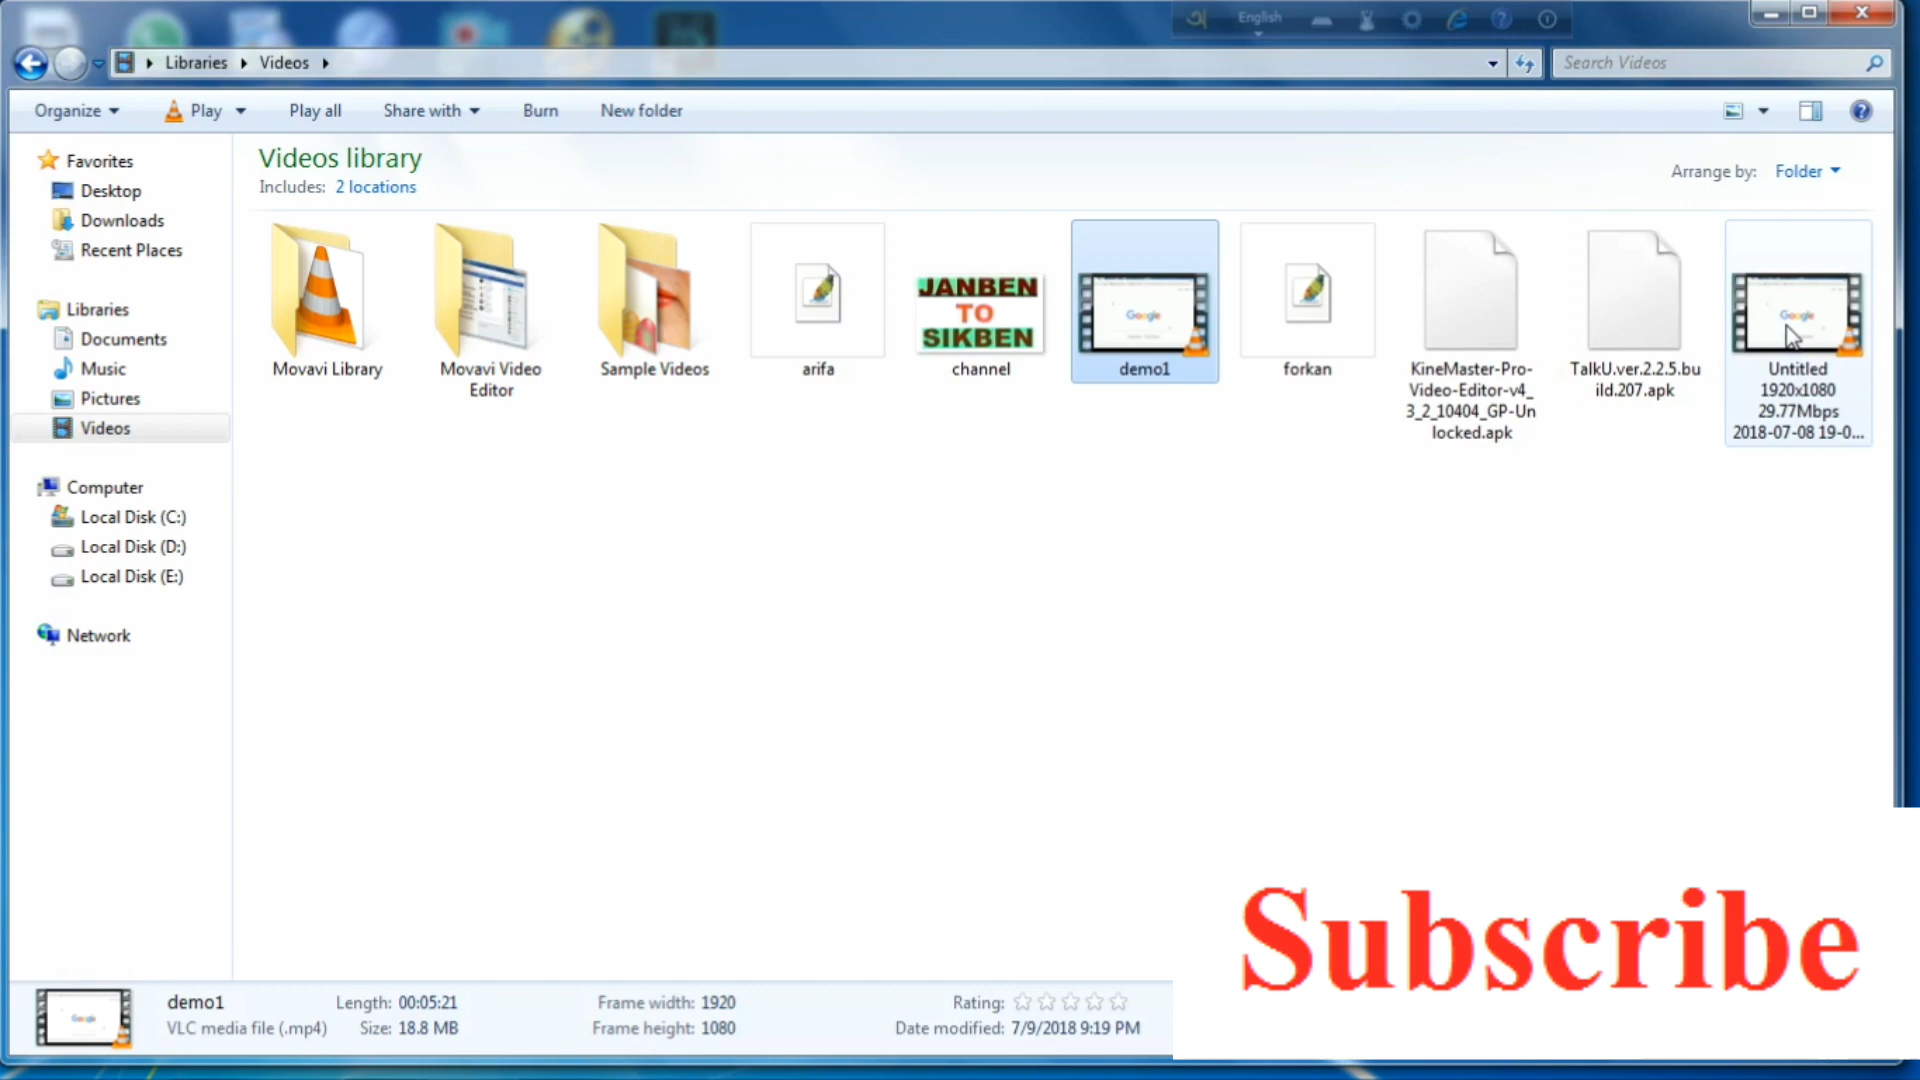 English
Libraries
Videos
Search Videos
Organize
Play
Play all
Share with
Burn
New folder
Favorites
Desktop
Downloads
Recent Places
Libraries
Documents
Music
Pictures
Videos
Computer
Local Disk (C:)
Local Disk (D:)
Local Disk (E:)
Network
Videos library
Includes: 2 locations
Arrange by: Folder
Movavi Library
Movavi Video
Editor
Sample Videos
arifa
JANBEN
TO
SIKBEN
channel
Google
demo1
forkan
KineMaster-Pro-
Video-Editor-v4_
3_2_10404_GP-Un
locked.apk
TalkU.ver.2.2.5.bu
ild.207.apk
Google
Untitled
1920x1080
29.77Mbps
2018-07-08 19-0...
Google
demo1
VLC media file (.mp4)
Length: 00:05:21
Size: 18.8 MB
Frame width: 1920
Frame height: 1080
Rating:
Date modified: 7/9/2018 9:19 PM
Subscribe